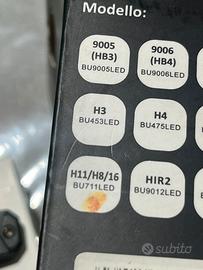 Modello:
9005
(HB3)
BU9005LED
9006
(HB4)
BU9006LED
H3
BU453LED
H4
BU475LED
H11/H8/16
BU711LED
HIR2
BU9012LED
subito